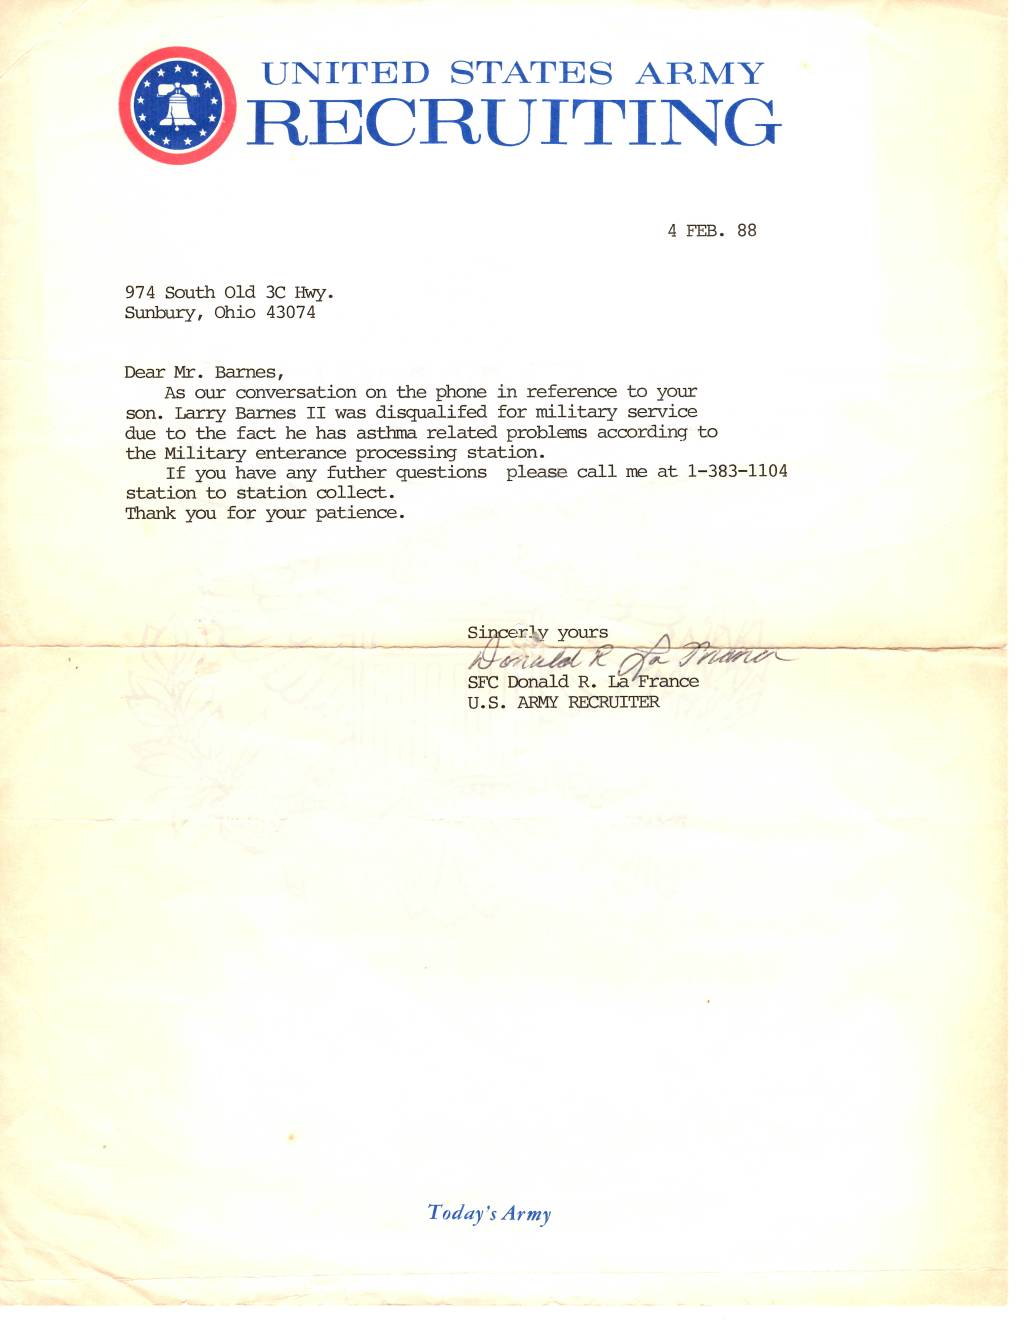 UNITED STATES ARMY
RECRUITING
4 FEB. 88
974 South Old 3C Hwy.
Sunbury, Ohio 43074
Dear Mr. Barnes,
As our conversation on the phone in reference to your
son. Larry Barnes II was disqualifed for military service
due to the fact he has asthma related problems according to
the Military enterance processing station.
If you have any futher questions  please call me at 1-383-1104
station to station collect.
Thank you for your patience.
Sincerly yours
Donald R La France
SFC Donald R. La France
U.S. ARMY RECRUITER
Today's Army